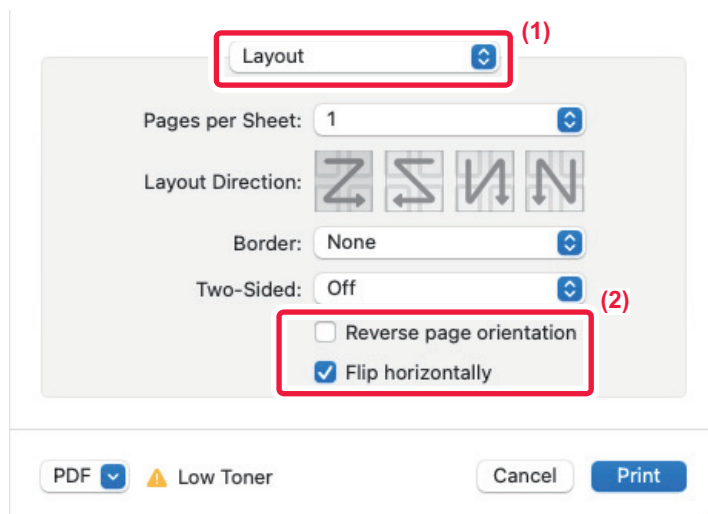 (1)
Layout
Pages per Sheet: 1
Layout Direction:
Border: None
Two-Sided: Off
(2)
Reverse page orientation
Flip horizontally
PDF Low Toner Cancel Print